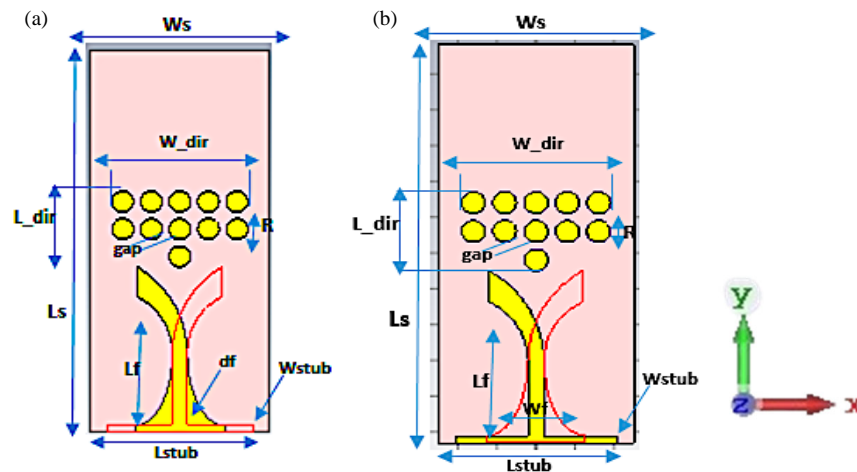 (a)
Ws
W_dir
L_dir
R
gap
Ls
Lf
df
Wstub
Lstub
(b)
Ws
W_dir
L_dir
R
gap
Ls
Lf
Wf
Wstub
Lstub
y
z
x